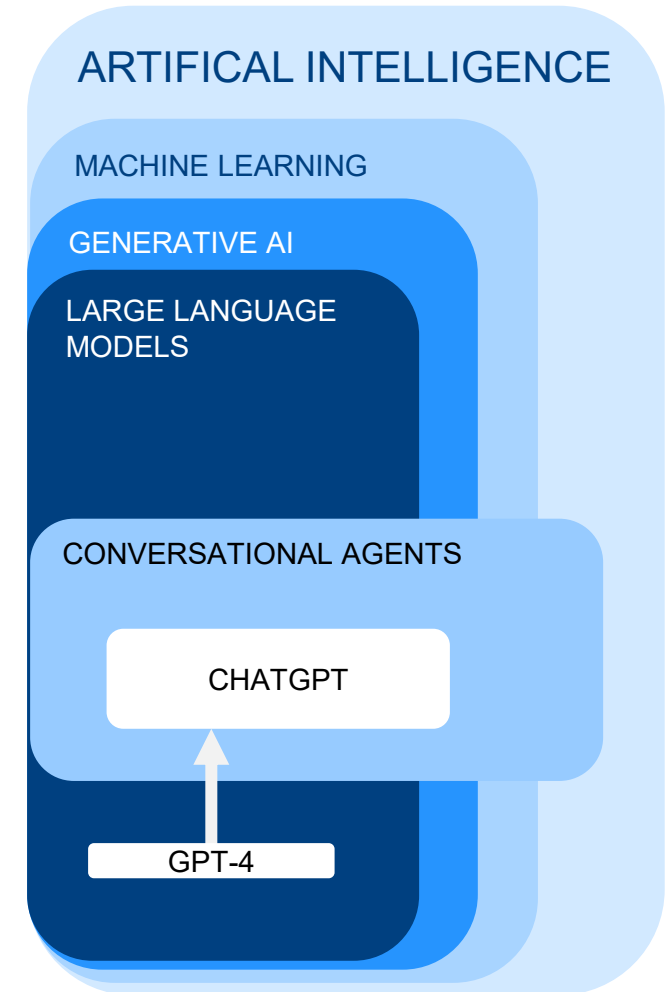 ARTIFICAL INTELLIGENCE
MACHINE LEARNING
GENERATIVE AI
LARGE LANGUAGE
MODELS
CONVERSATIONAL AGENTS
CHATGPT
GPT-4